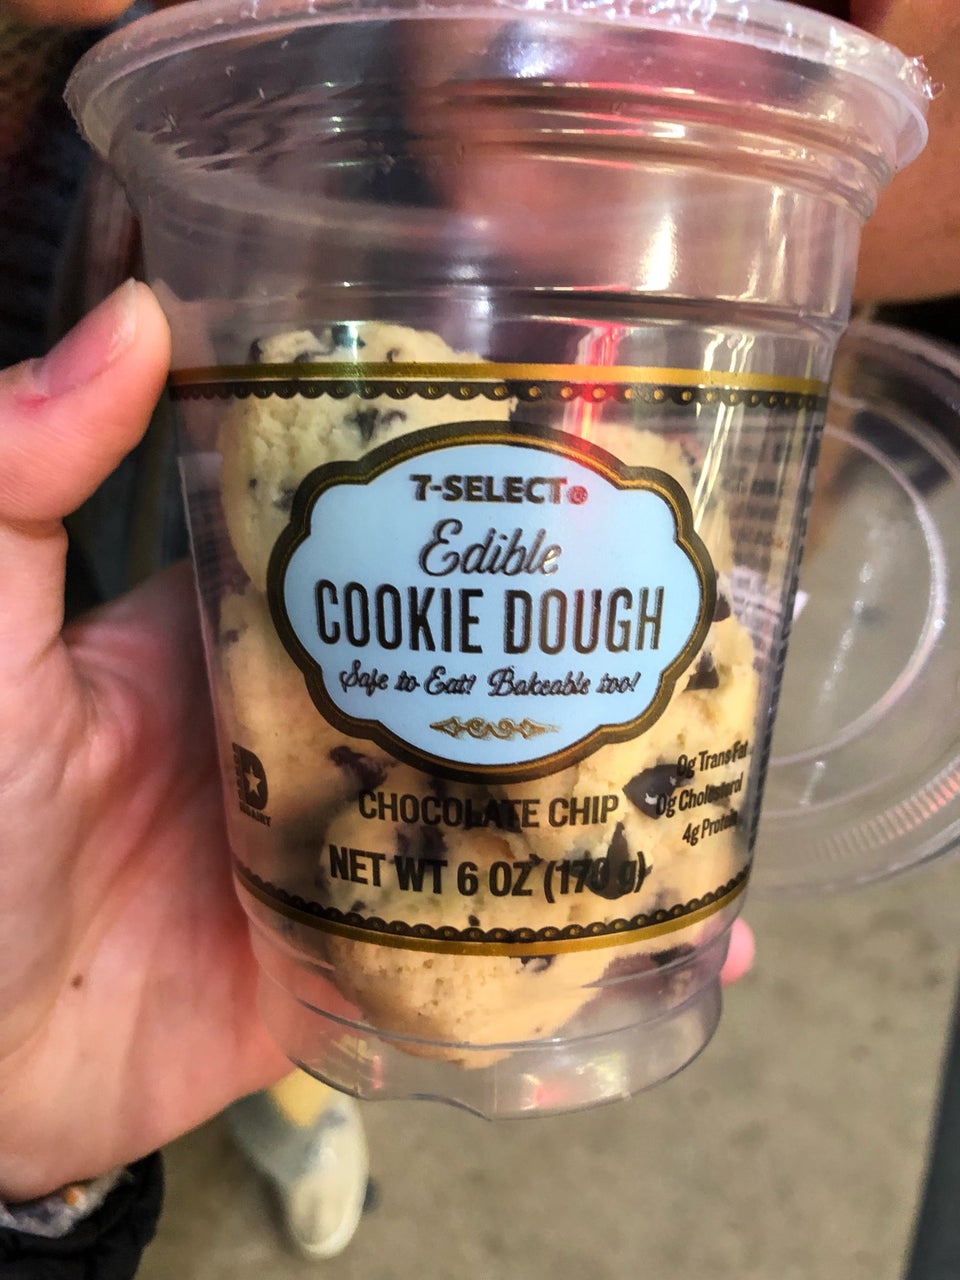 7-SELECT
Edible
COOKIE DOUGH
Safe to Eat! Bakeable too!
0g Trans Fat
0g Cholesterol
4g Protein
D
DAIRY
CHOCOLATE CHIP
NET WT 6 OZ (170 g)